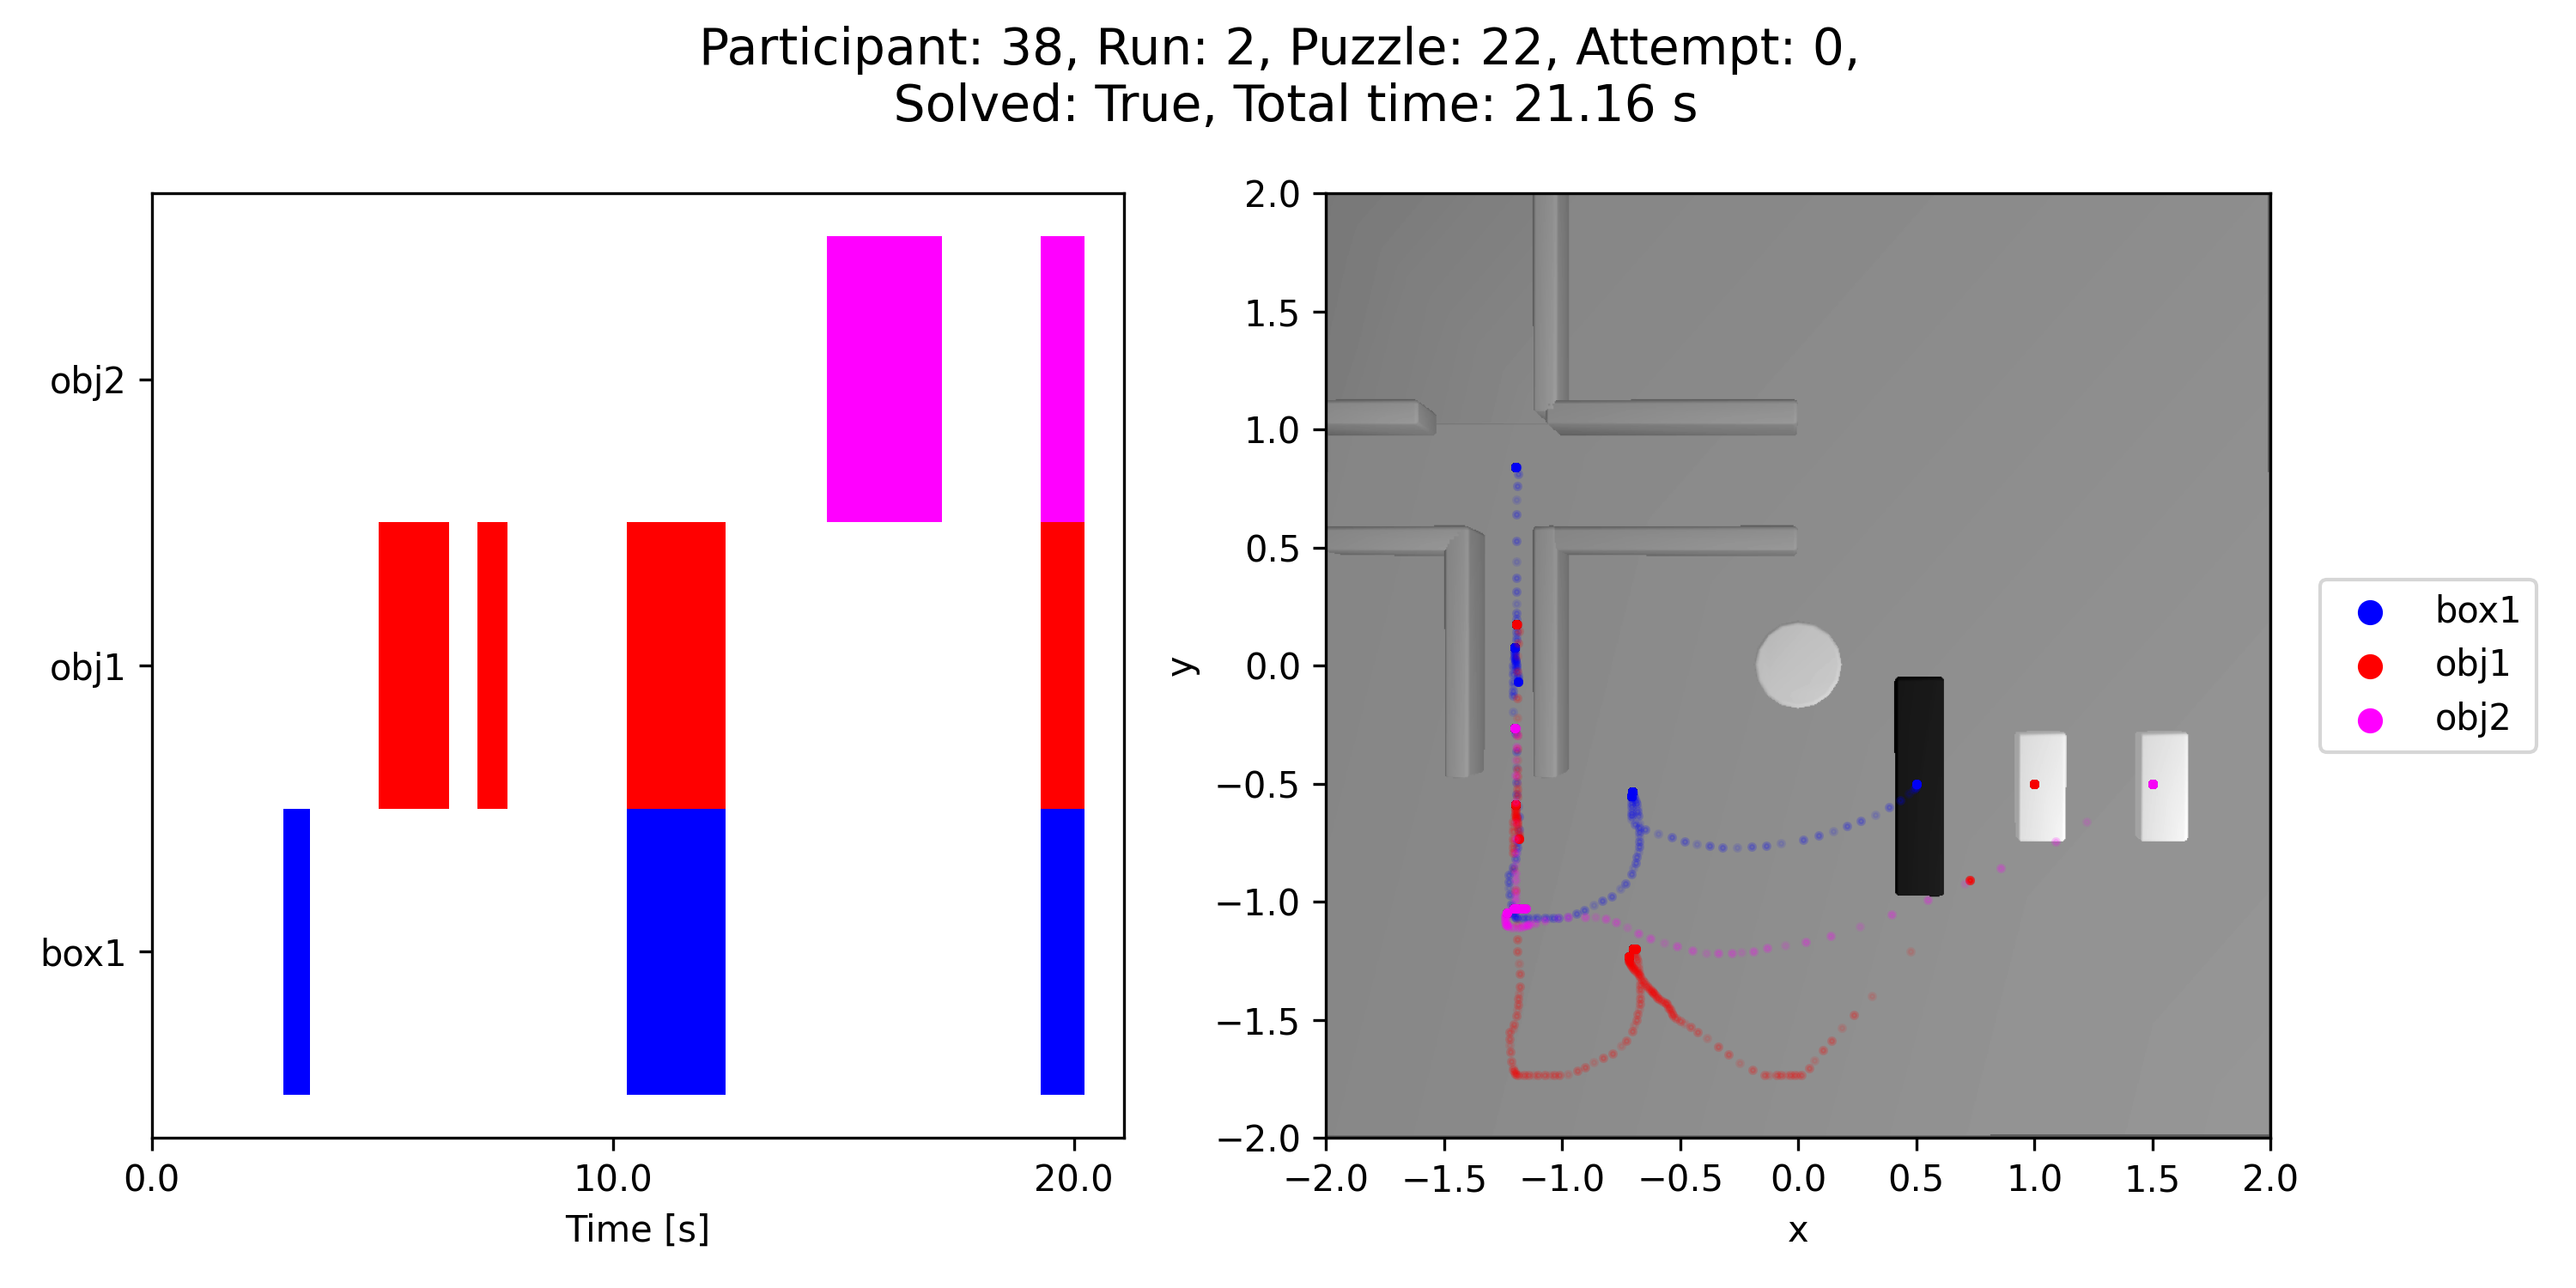 Participant: 38, Run: 2, Puzzle: 22, Attempt: 0,
Solved: True, Total time: 21.16 s
obj2
obj1
box1
0.0 10.0 20.0
Time [s]
2.0
1.5
1.0
0.5
0.0
−0.5
−1.0
−1.5
−2.0
y
−2.0 −1.5 −1.0 −0.5 0.0 0.5 1.0 1.5 2.0
x
box1
obj1
obj2